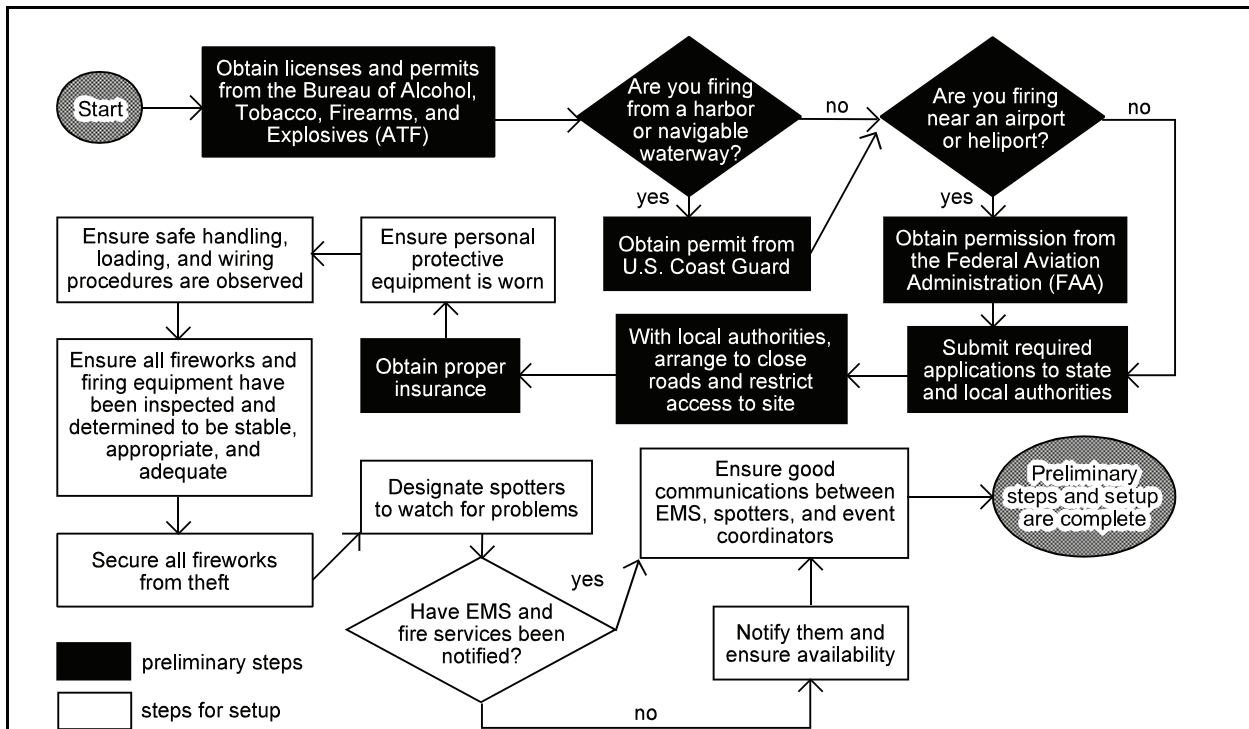 Start
Obtain licenses and permits
from the Bureau of Alcohol,
Tobacco, Firearms, and
Explosives (ATF)
Are you firing
from a harbor
or navigable
waterway?
no
yes
Obtain permit from
U.S. Coast Guard
Are you firing
near an airport
or heliport?
no
yes
Obtain permission from
the Federal Aviation
Administration (FAA)
Submit required
applications to state
and local authorities
With local authorities,
arrange to close
roads and restrict
access to site
Obtain proper
insurance
Ensure personal
protective
equipment is worn
Ensure safe handling,
loading, and wiring
procedures are observed
Ensure all fireworks and
firing equipment have
been inspected and
determined to be stable,
appropriate, and
adequate
Secure all fireworks
from theft
Designate spotters
to watch for problems
Have EMS and
fire services been
notified?
yes
no
Notify them and
ensure availability
Ensure good
communications between
EMS, spotters, and event
coordinators
Preliminary
steps and setup
are complete
preliminary steps
steps for setup